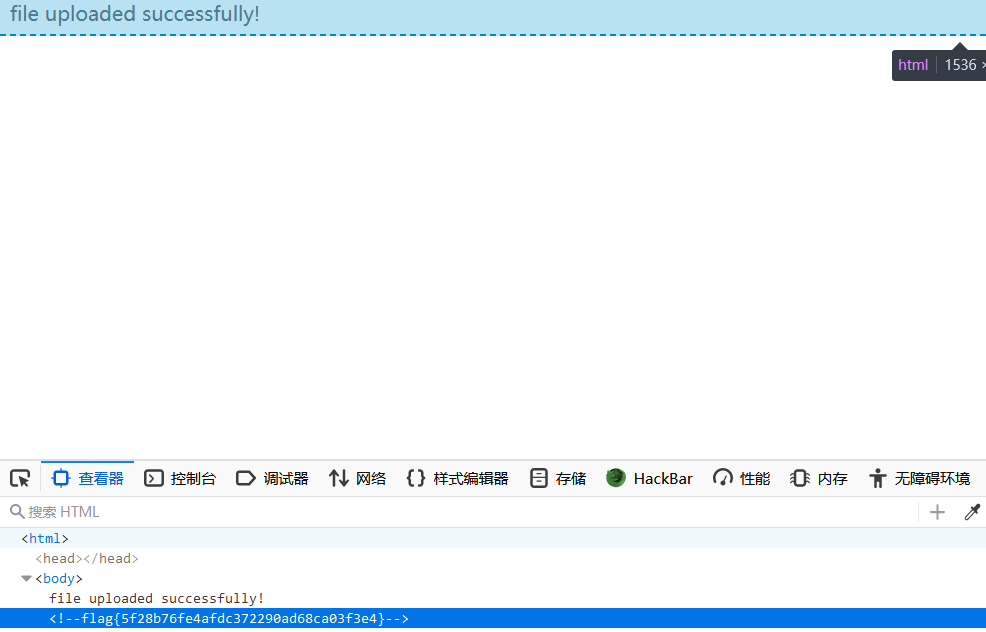 file uploaded successfully!
html 1536
查看器 控制台 调试器 网络 样式编辑器 存储 HackBar 性能 内存 无障碍环境
搜索 HTML
<html>
<head></head>
<body>
file uploaded successfully!
<!--flag{5f28b76fe4afdc372290ad68ca03f3e4}-->